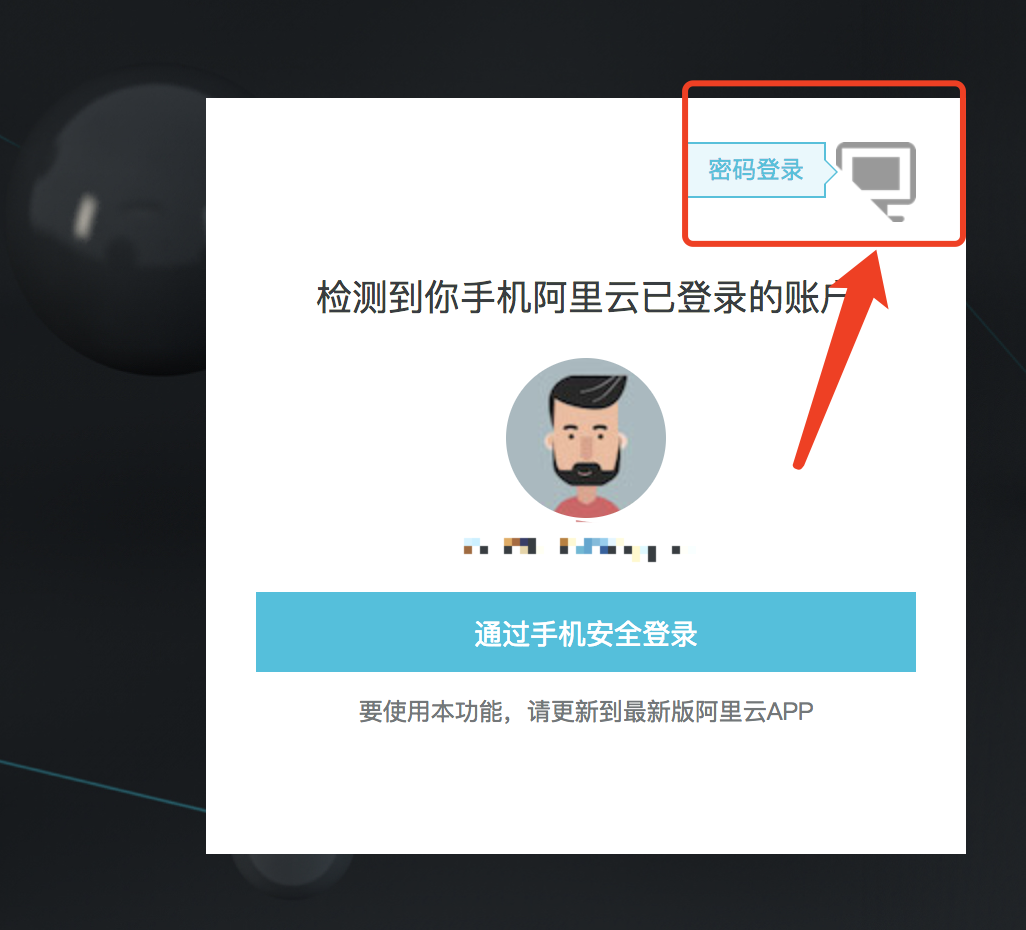 密码登录
检测到你手机阿里云已登录的账户
通过手机安全登录
要使用本功能，请更新到最新版阿里云APP